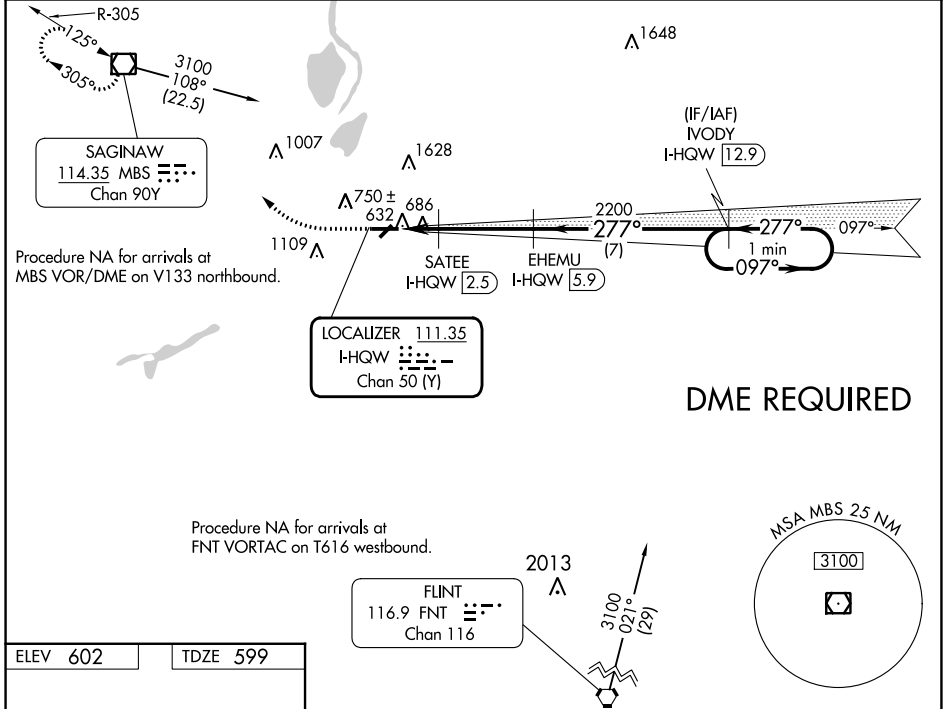 R-305
125°
305°
3100
108°
(22.5)
1648
SAGINAW
114.35 MBS
Chan 90Y
1007
1628
750 ±
632
686
1109
(IF/IAF)
IVODY
I-HQW 12.9
2200
277°
(7)
277°
097°
1 min
097°
SATEE
I-HQW 2.5
EHEMU
I-HQW 5.9
Procedure NA for arrivals at
MBS VOR/DME on V133 northbound.
LOCALIZER 111.35
I-HQW
Chan 50 (Y)
DME REQUIRED
Procedure NA for arrivals at
FNT VORTAC on T616 westbound.
2013
FLINT
116.9 FNT
Chan 116
3100
021°
(29)
MSA MBS 25 NM
3100
ELEV 602
TDZE 599